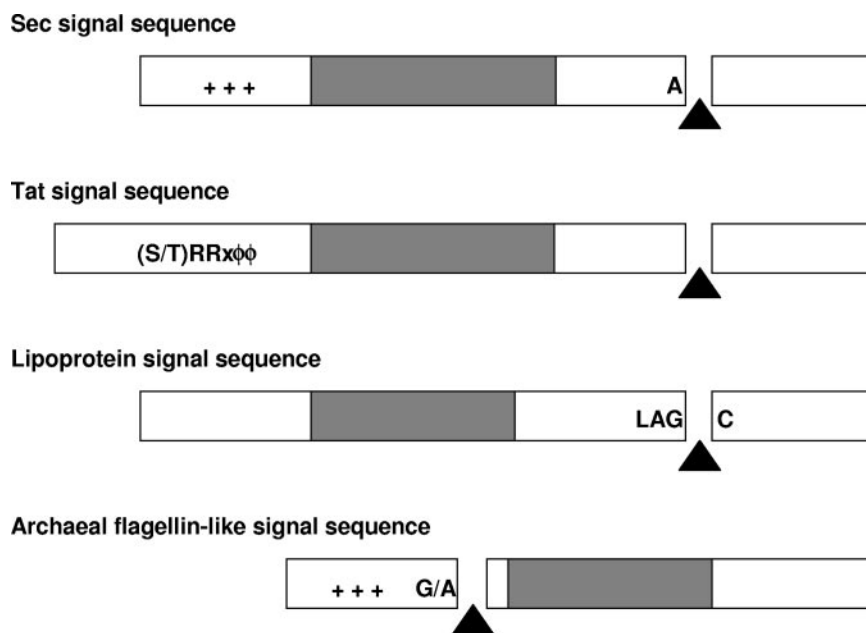 Sec signal sequence
+ + + A
Tat signal sequence
(S/T)RRxϕϕ
Lipoprotein signal sequence
LAG C
Archaeal flagellin-like signal sequence
+ + + G/A